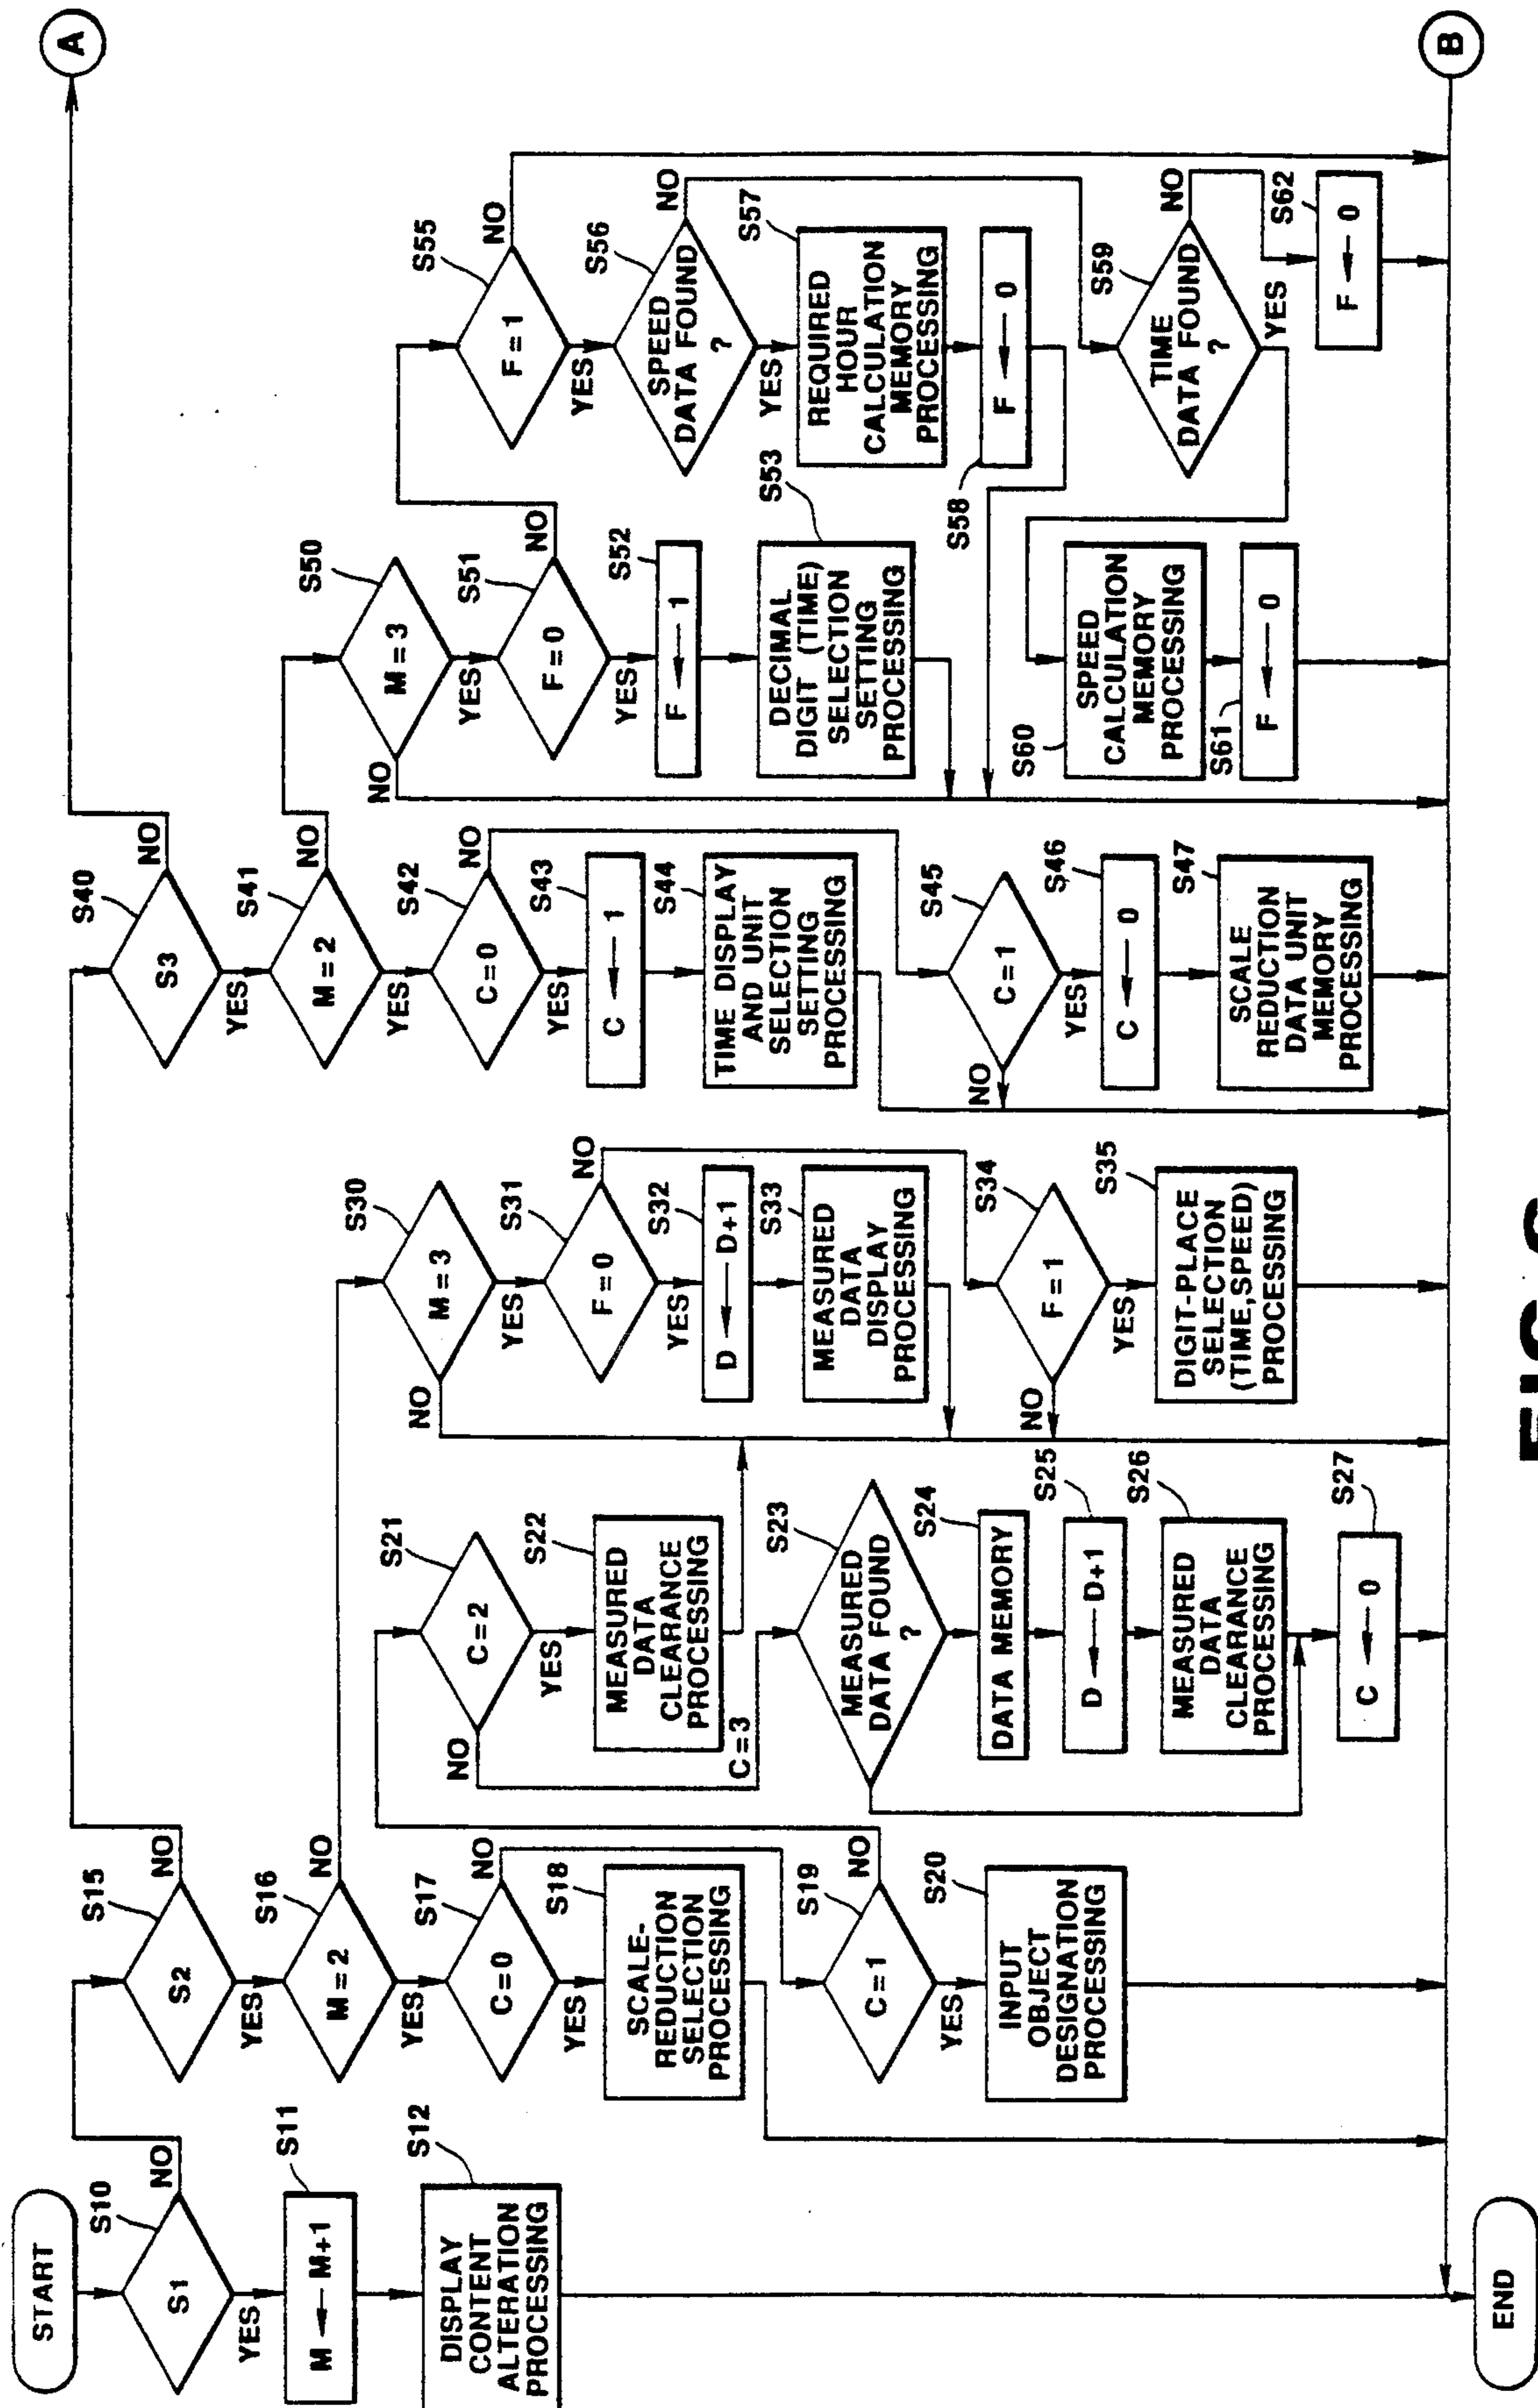 START
S10
S1
NO
YES
S11
M ← M+1
S12
DISPLAY
CONTENT
ALTERATION
PROCESSING
END
S15
S2
NO
YES
S16
M=2
NO
YES
S17
C=0
NO
YES
S18
SCALE-
REDUCTION
SELECTION
PROCESSING
S19
C=1
NO
YES
S20
INPUT
OBJECT
DESIGNATION
PROCESSING
S21
C=2
NO
YES
S22
MEASURED
DATA
CLEARANCE
PROCESSING
C=3
S23
MEASURED
DATA FOUND
?
S24
DATA MEMORY
S25
D ← D+1
S26
MEASURED
DATA
CLEARANCE
PROCESSING
S27
C ← 0
S30
M=3
NO
YES
S31
F=0
NO
YES
S32
D ← D+1
S33
MEASURED
DATA
DISPLAY
PROCESSING
S34
F=1
NO
YES
S35
DIGIT-PLACE
SELECTION
(TIME,SPEED)
PROCESSING
S40
S3
NO
YES
S41
M=2
NO
YES
S42
C=0
NO
YES
S43
C ← 1
S44
TIME DISPLAY
AND UNIT
SELECTION
SETTING
PROCESSING
S45
C=1
NO
YES
S46
C ← 0
S47
SCALE
REDUCTION
DATA UNIT
MEMORY
PROCESSING
S50
M=3
NO
YES
S51
F=0
NO
YES
S52
F ← 1
S53
DECIMAL
DIGIT (TIME)
SELECTION
SETTING
PROCESSING
S55
F=1
NO
YES
S56
SPEED
DATA FOUND
?
NO
YES
S57
REQUIRED
HOUR
CALCULATION
MEMORY
PROCESSING
S58
F ← 0
S59
TIME
DATA FOUND
?
NO
YES
S60
SPEED
CALCULATION
MEMORY
PROCESSING
S61
F ← 0
S62
F ← 0
A
B